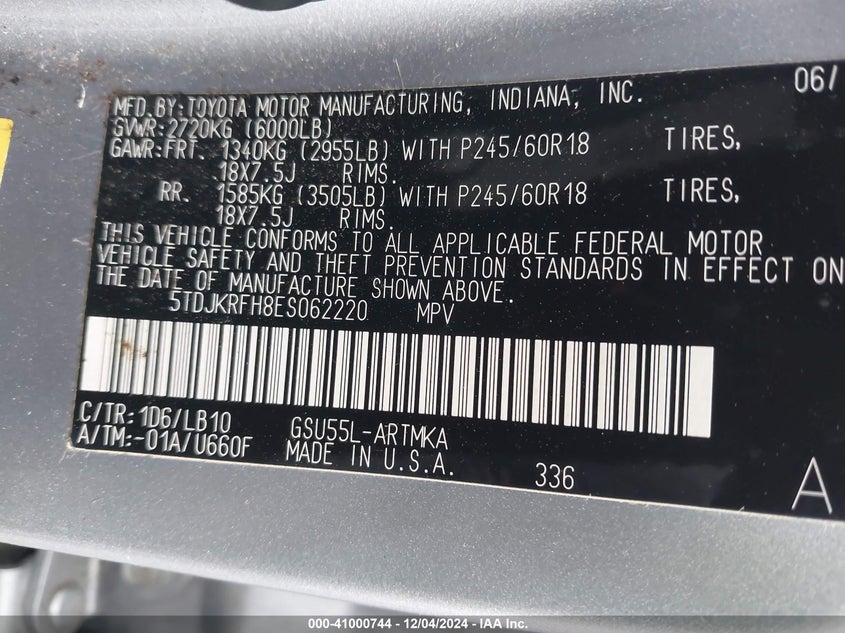 06/
MFD.BY:TOYOTA MOTOR MANUFACTURING, INDIANA, INC.
GVWR:2720KG (6000LB)
GAWR:FRT. 1340KG (2955LB) WITH P245/60R18 TIRES,
18X7.5J RIMS.
RR. 1585KG (3505LB) WITH P245/60R18 TIRES,
18X7.5J RIMS.
THIS VEHICLE CONFORMS TO ALL APPLICABLE FEDERAL MOTOR
VEHICLE SAFETY AND THEFT PREVENTION STANDARDS IN EFFECT ON
THE DATE OF MANUFACTURE SHOWN ABOVE.
5TDJKRFH8ES062220 MPV
C/TR: 1D6/LB10 GSU55L-ARTMKA
A/TM:-01A/U660F MADE IN U.S.A. 336 A
000-41000744 - 12/04/2024 - IAA Inc.